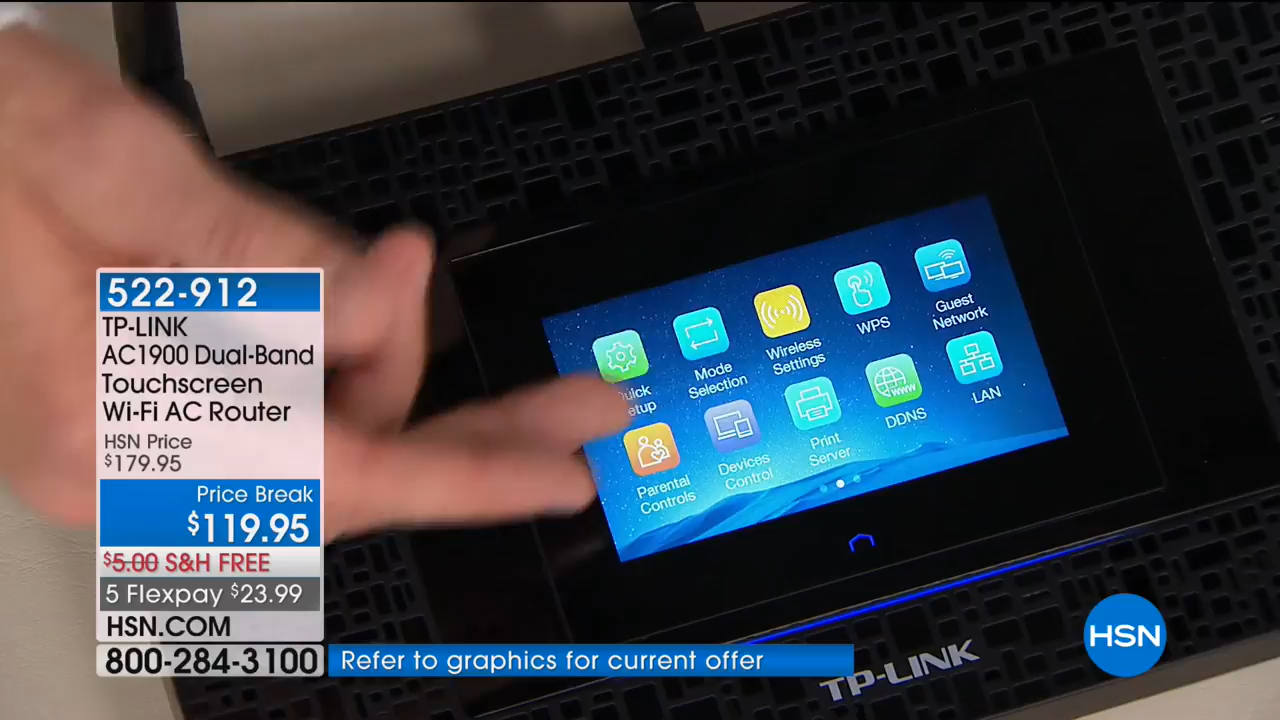 522-912
TP-LINK
AC1900 Dual-Band
Touchscreen
Wi-Fi AC Router
HSN Price
$179.95
Price Break
$119.95
$5.00 S&H FREE
5 Flexpay $23.99
HSN.COM
800-284-3100
Refer to graphics for current offer
Mode
Selection
Wireless
Settings
WPS
Guest
Network
Parental
Controls
Devices
Control
Print
Server
www
DDNS
LAN
TP-LINK
HSN